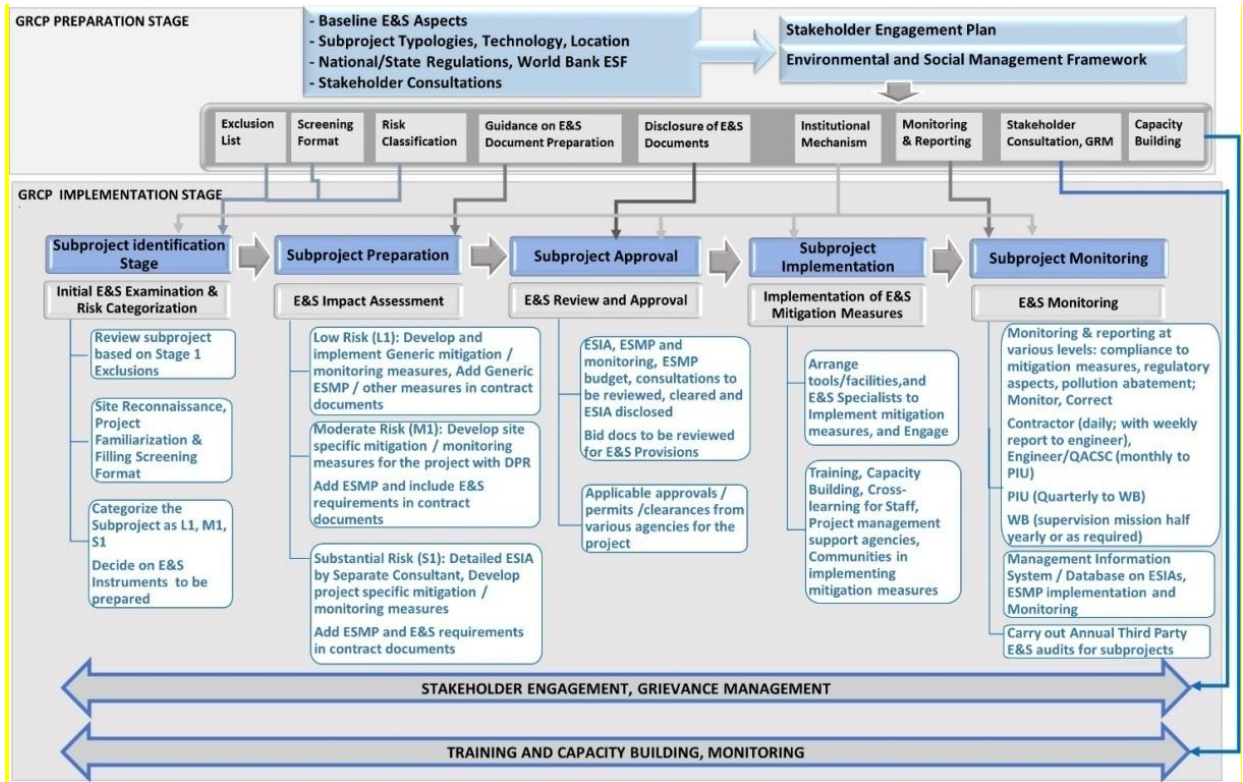 GRCP PREPARATION STAGE
- Baseline E&S Aspects
- Subproject Typologies, Technology, Location
- National/State Regulations, World Bank ESF
- Stakeholder Consultations
Stakeholder Engagement Plan
Environmental and Social Management Framework
Exclusion
List
Screening
Format
Risk
Classification
Guidance on E&S
Document Preparation
Disclosure of E&S
Documents
Institutional
Mechanism
Monitoring
& Reporting
Stakeholder
Consultation, GRM
Capacity
Building
GRCP IMPLEMENTATION STAGE
Subproject identification
Stage
Initial E&S Examination &
Risk Categorization
Review subproject
based on Stage 1
Exclusions
Site Reconnaissance,
Project
Familiarization &
Filling Screening
Format
Categorize the
Subproject as L1, M1,
S1
Decide on E&S
Instruments to be
prepared
Subproject Preparation
E&S Impact Assessment
Low Risk (L1): Develop and
implement Generic mitigation /
monitoring measures, Add Generic
ESMP / other measures in contract
documents
Moderate Risk (M1): Develop site
specific mitigation / monitoring
measures for the project with DPR
Add ESMP and include E&S
requirements in contract
documents
Substantial Risk (S1): Detailed ESIA
by Separate Consultant, Develop
project specific mitigation /
monitoring measures
Add ESMP and E&S requirements
in contract documents
Subproject Approval
E&S Review and Approval
ESIA, ESMP and
monitoring, ESMP
budget, consultations to
be reviewed, cleared and
ESIA disclosed
Bid docs to be reviewed
for E&S Provisions
Applicable approvals /
permits /clearances from
various agencies for the
project
Subproject
Implementation
Implementation of E&S
Mitigation Measures
Arrange
tools/facilities,and
E&S Specialists to
Implement mitigation
measures, and Engage
Training, Capacity
Building, Cross-
learning for Staff,
Project management
support agencies,
Communities in
implementing
mitigation measures
Subproject Monitoring
E&S Monitoring
Monitoring & reporting at
various levels: compliance to
mitigation measures, regulatory
aspects, pollution abatement;
Monitor, Correct
Contractor (daily; with weekly
report to engineer),
Engineer/QACSC (monthly to
PIU)
PIU (Quarterly to WB)
WB (supervision mission half
yearly or as required)
Management Information
System / Database on ESIAs,
ESMP implementation and
Monitoring
Carry out Annual Third Party
E&S audits for subprojects
STAKEHOLDER ENGAGEMENT, GRIEVANCE MANAGEMENT
TRAINING AND CAPACITY BUILDING, MONITORING